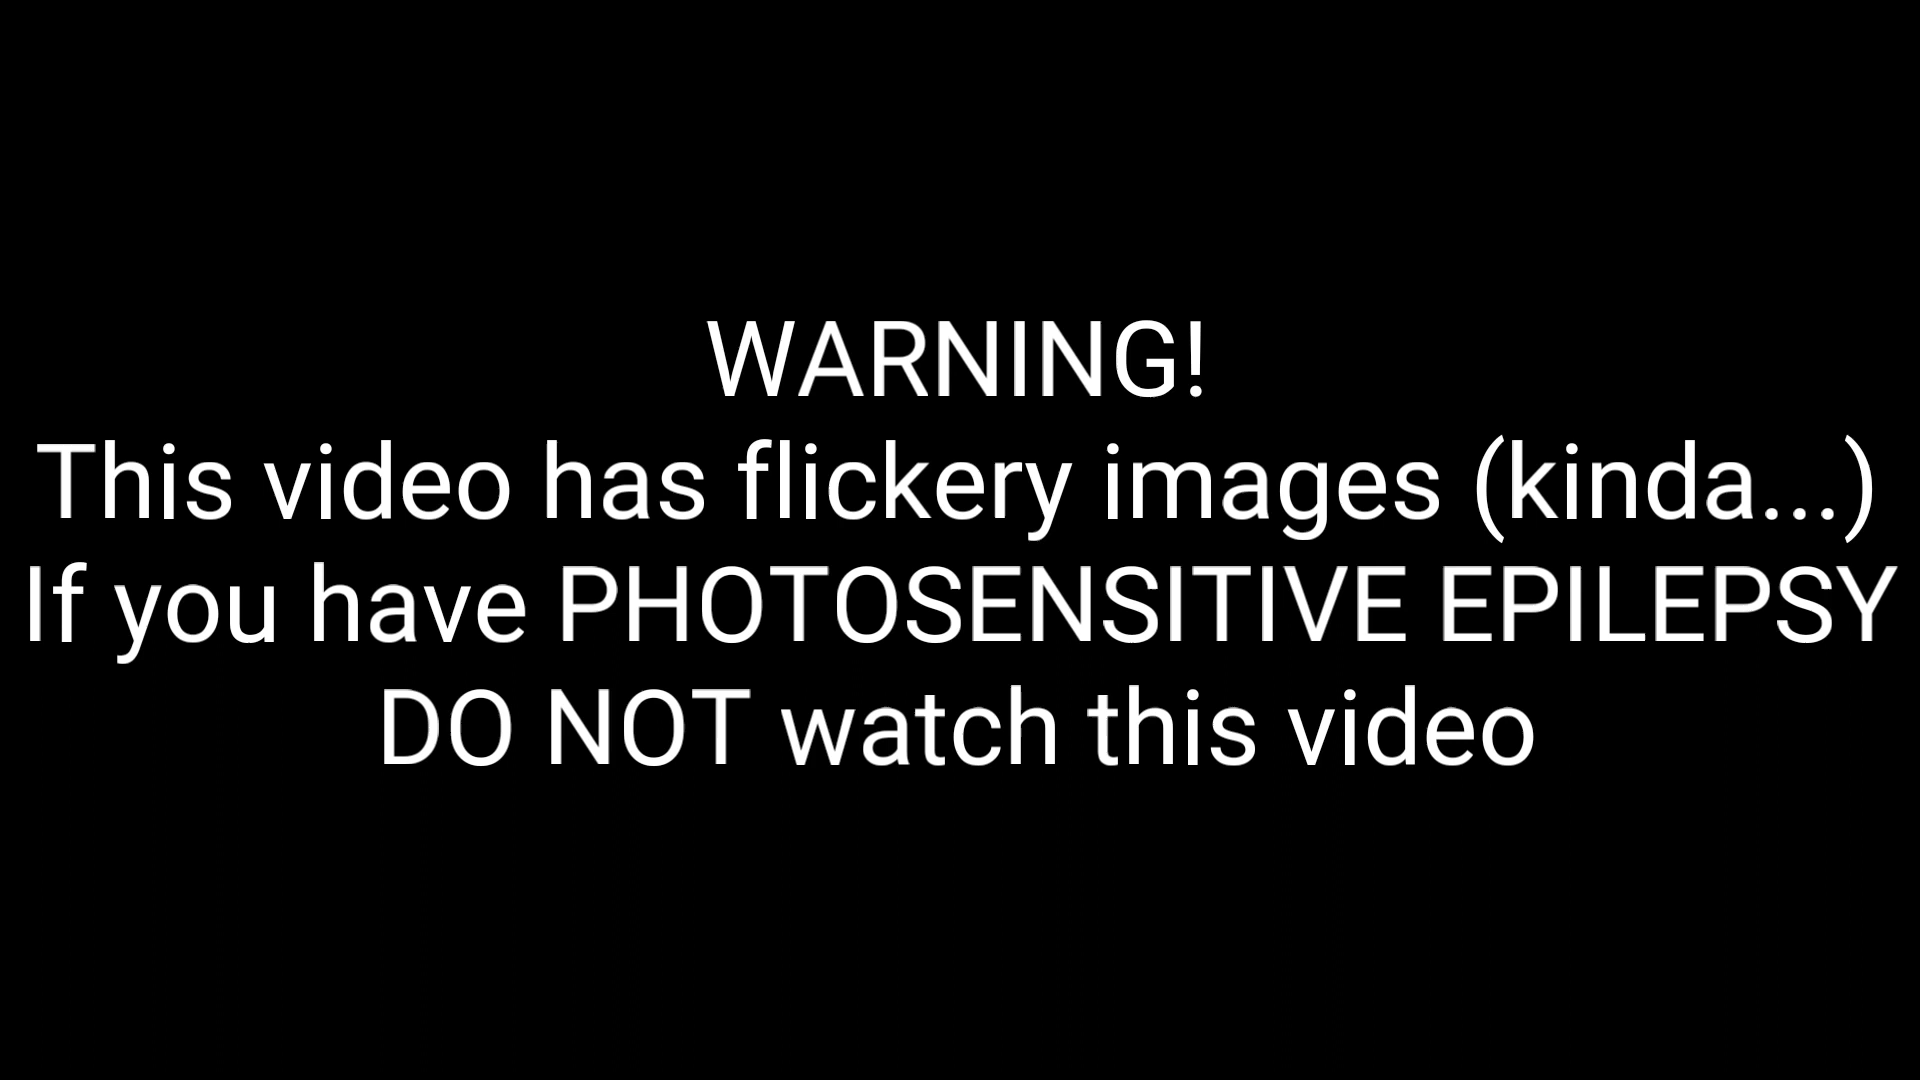 WARNING!
This video has flickery images (kinda...)
If you have PHOTOSENSITIVE EPILEPSY
DO NOT watch this video